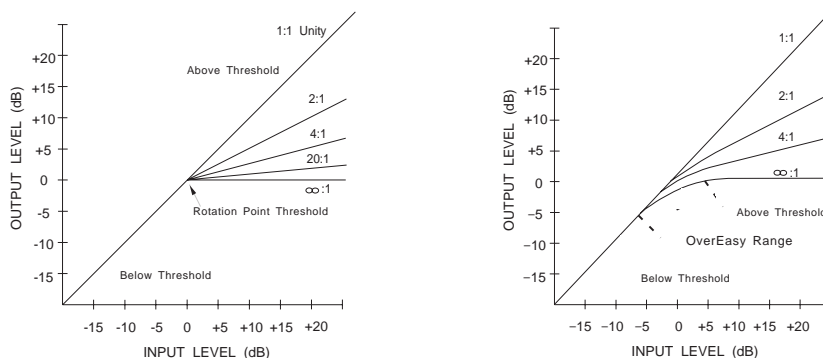 1:1 Unity
+20
Above Threshold
+15
+10
2:1
+5
4:1
20:1
0
∞:1
Rotation Point Threshold
-5
-10
-15
Below Threshold
OUTPUT LEVEL (dB)
-15 -10 -5 0 +5 +10 +15 +20
INPUT LEVEL (dB)
1:1
+20
+15
2:1
+10
4:1
+5
0
∞:1
−5
Above Threshold
−10
OverEasy Range
−15
Below Threshold
OUTPUT LEVEL (dB)
−15 −10 −5 0 +5 +10 +15 +20
INPUT LEVEL (dB)